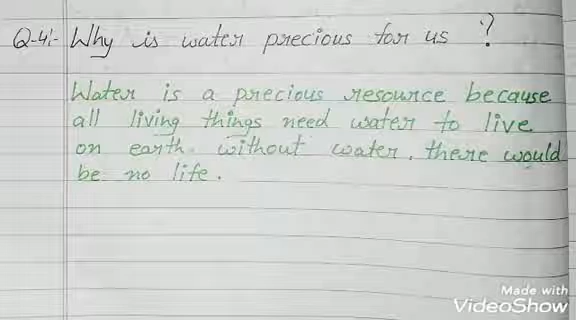 Q-4:- Why is water precious for us ?
Water is a precious resource because
all living things need water to live
on earth. without water, there would
be no life.
Made with
VideoShow